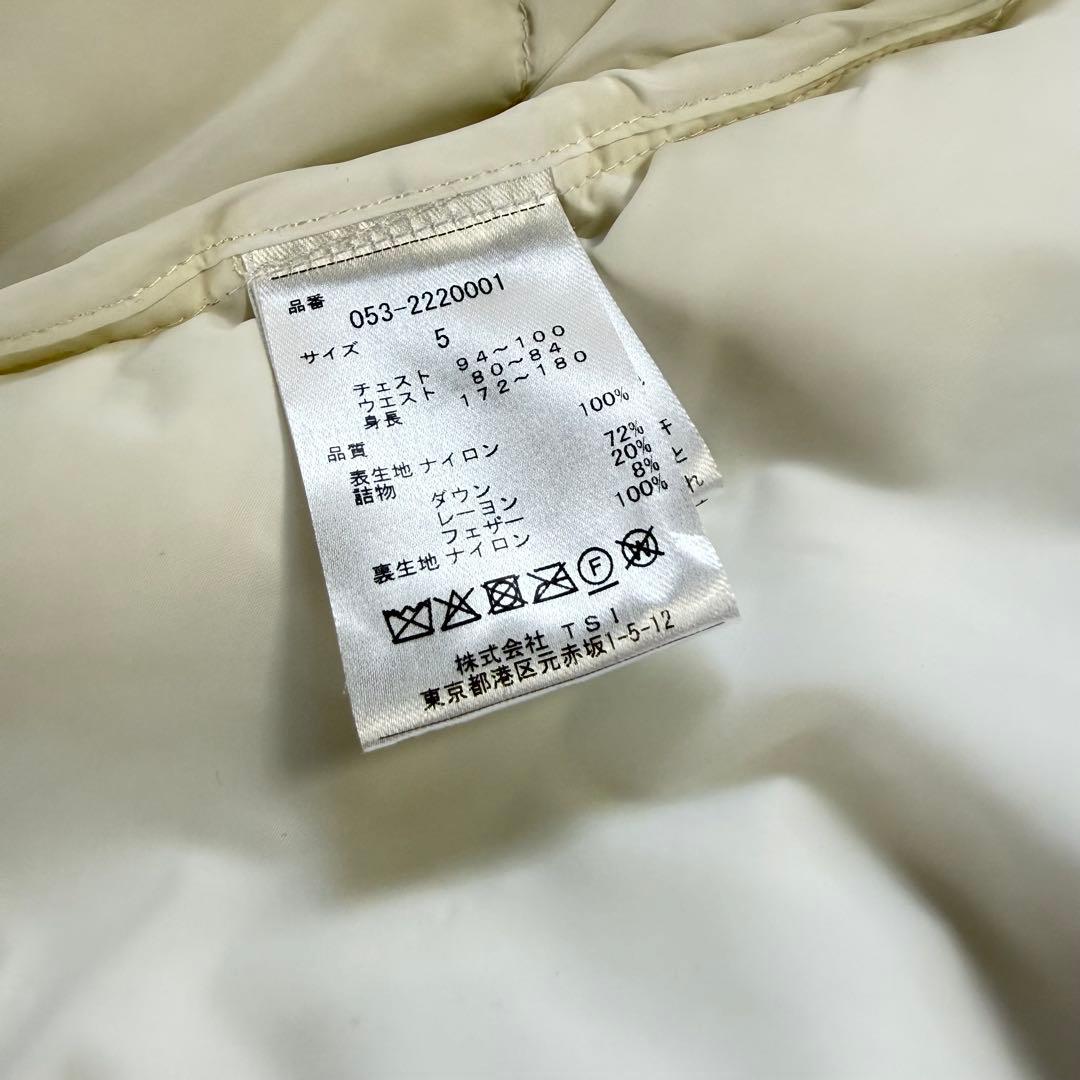 品番 053-2220001
サイズ 5
チェスト 94〜100
ウエスト 80〜84
身長 172〜180
品質
表生地 ナイロン 100%
詰物 ダウン 72%
レーヨン 20%
フェザー 8%
裏生地 ナイロン 100%
F
W
株式会社 TSI
東京都港区元赤坂1-5-12
と
れ